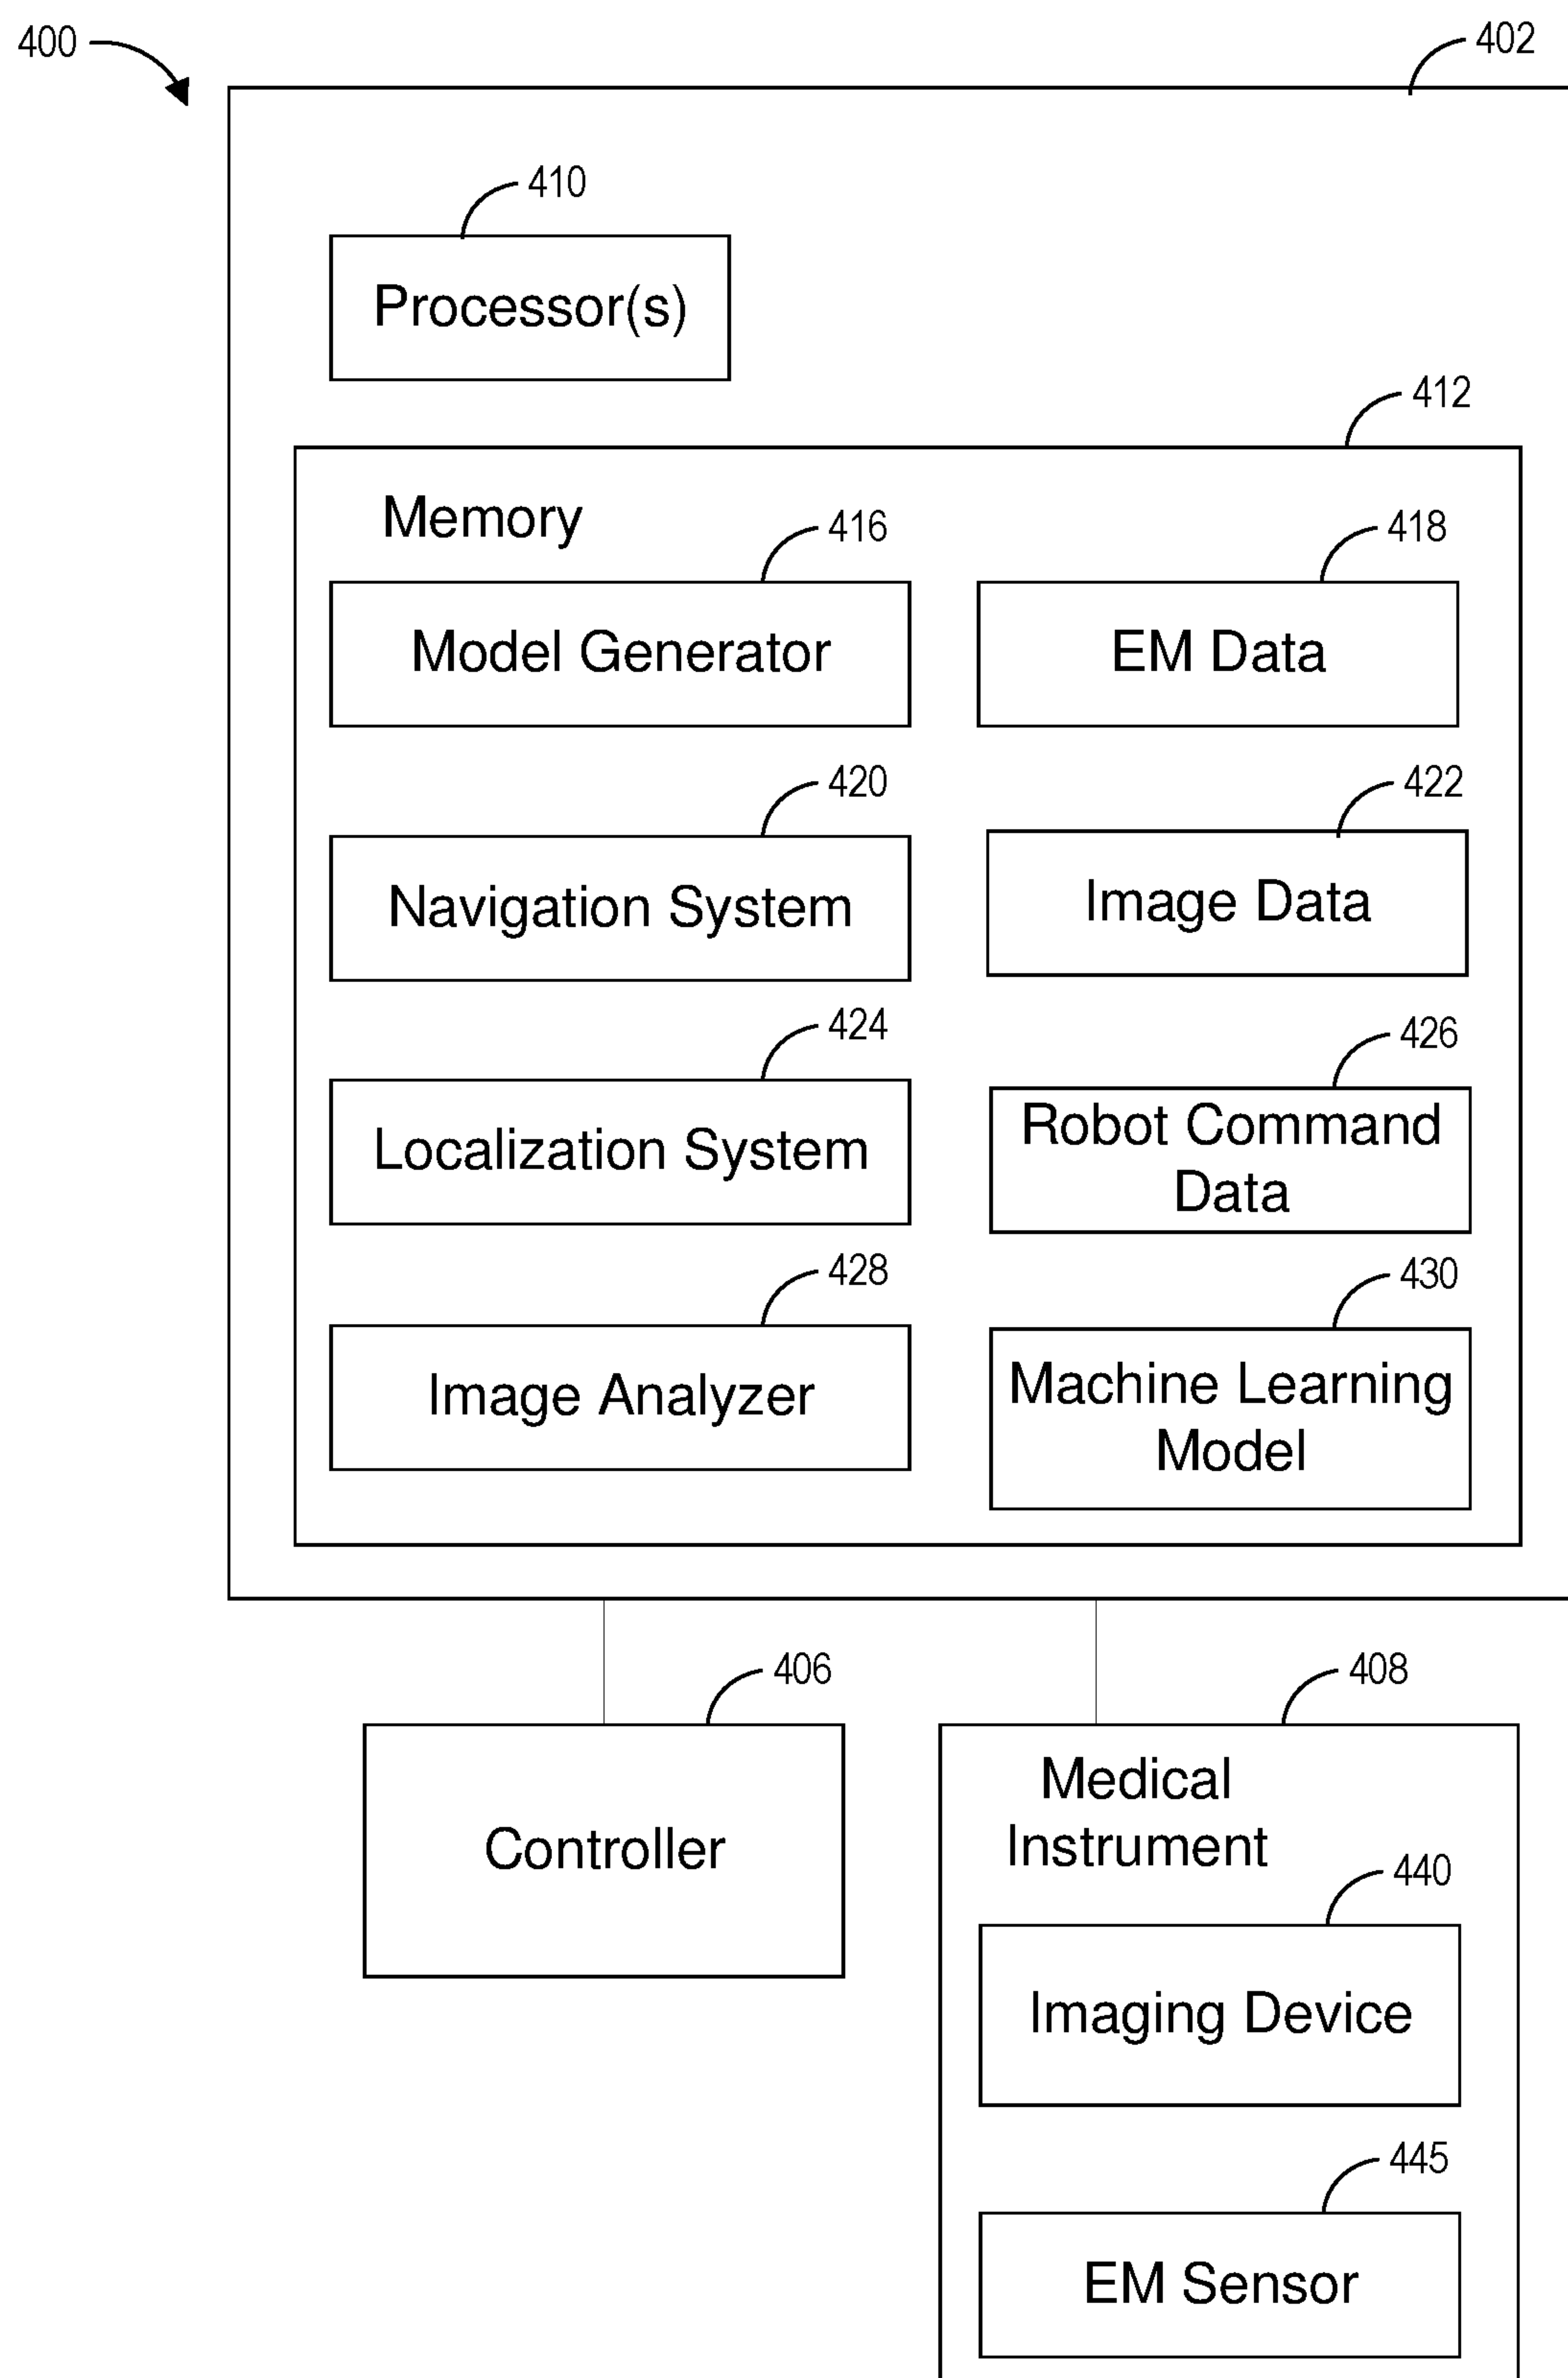 400
402
410
Processor(s)
412
Memory
416
418
Model Generator
EM Data
420
422
Navigation System
Image Data
424
426
Localization System
Robot Command
Data
428
430
Image Analyzer
Machine Learning
Model
406
408
Controller
Medical
Instrument
440
Imaging Device
445
EM Sensor